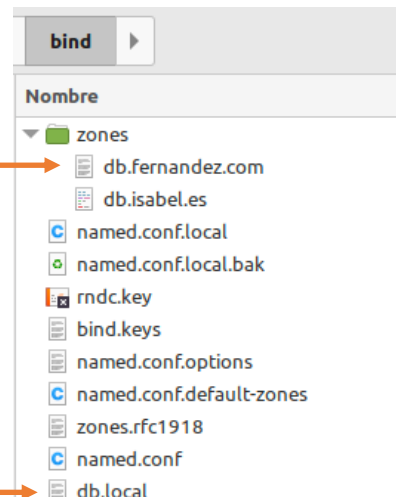 bind
Nombre
zones
db.fernandez.com
db.isabel.es
named.conf.local
named.conf.local.bak
rndc.key
bind.keys
named.conf.options
named.conf.default-zones
zones.rfc1918
named.conf
db.local